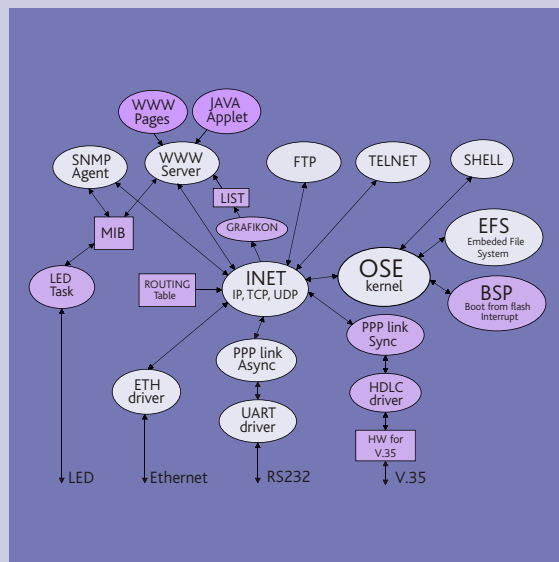 WWW
Pages
JAVA
Applet
SNMP
Agent
WWW
Server
FTP
TELNET
SHELL
LIST
MIB
GRAFIKON
EFS
Embeded File
System
LED
Task
ROUTING
Table
INET
IP, TCP, UDP
OSE
kernel
BSP
Boot from flash
Interrupt
PPP link
Sync
PPP link
Async
ETH
driver
HDLC
driver
UART
driver
HW for
V.35
LED
Ethernet
RS232
V.35